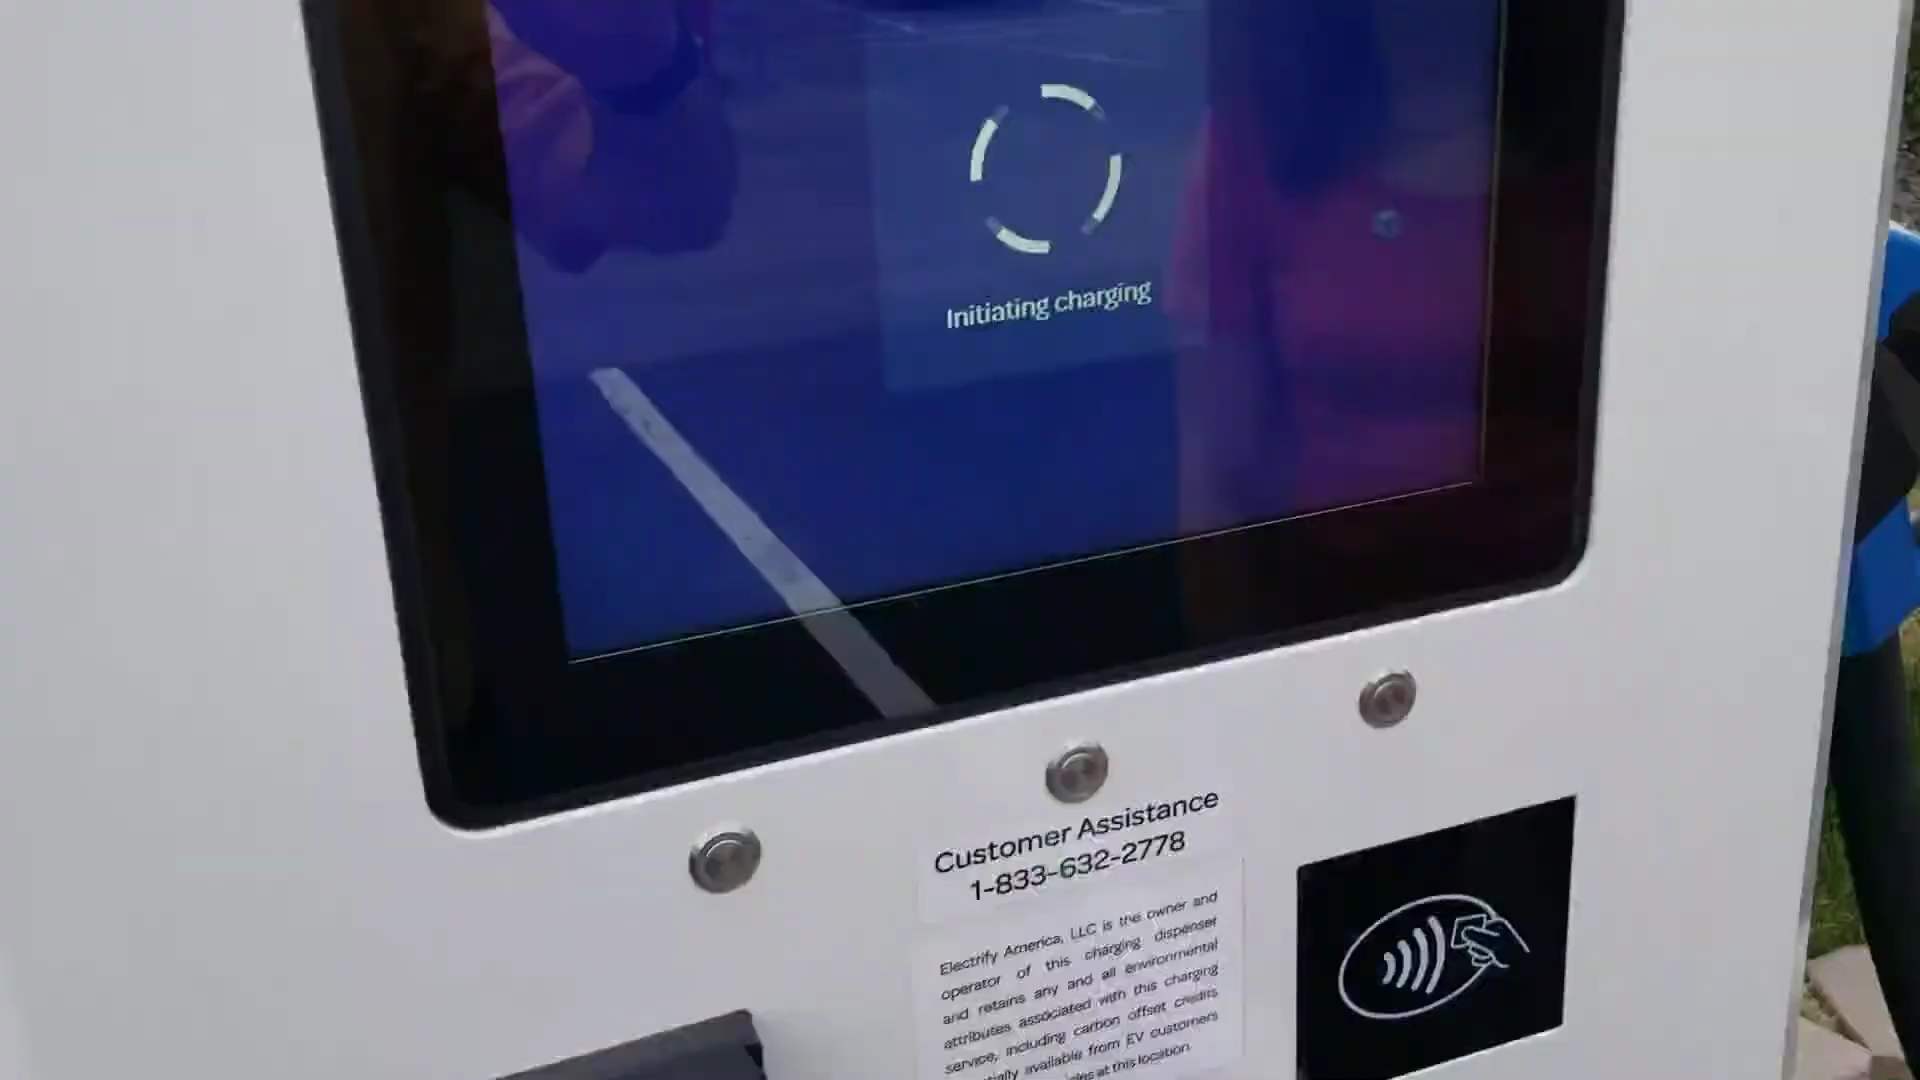 Initiating charging
Customer Assistance
1-833-632-2778
Electrify America, LLC is the owner and
operator of this charging dispenser
and retains any and all environmental
attributes associated with this charging
service, including carbon offset credits
available from EV customers
at this location.